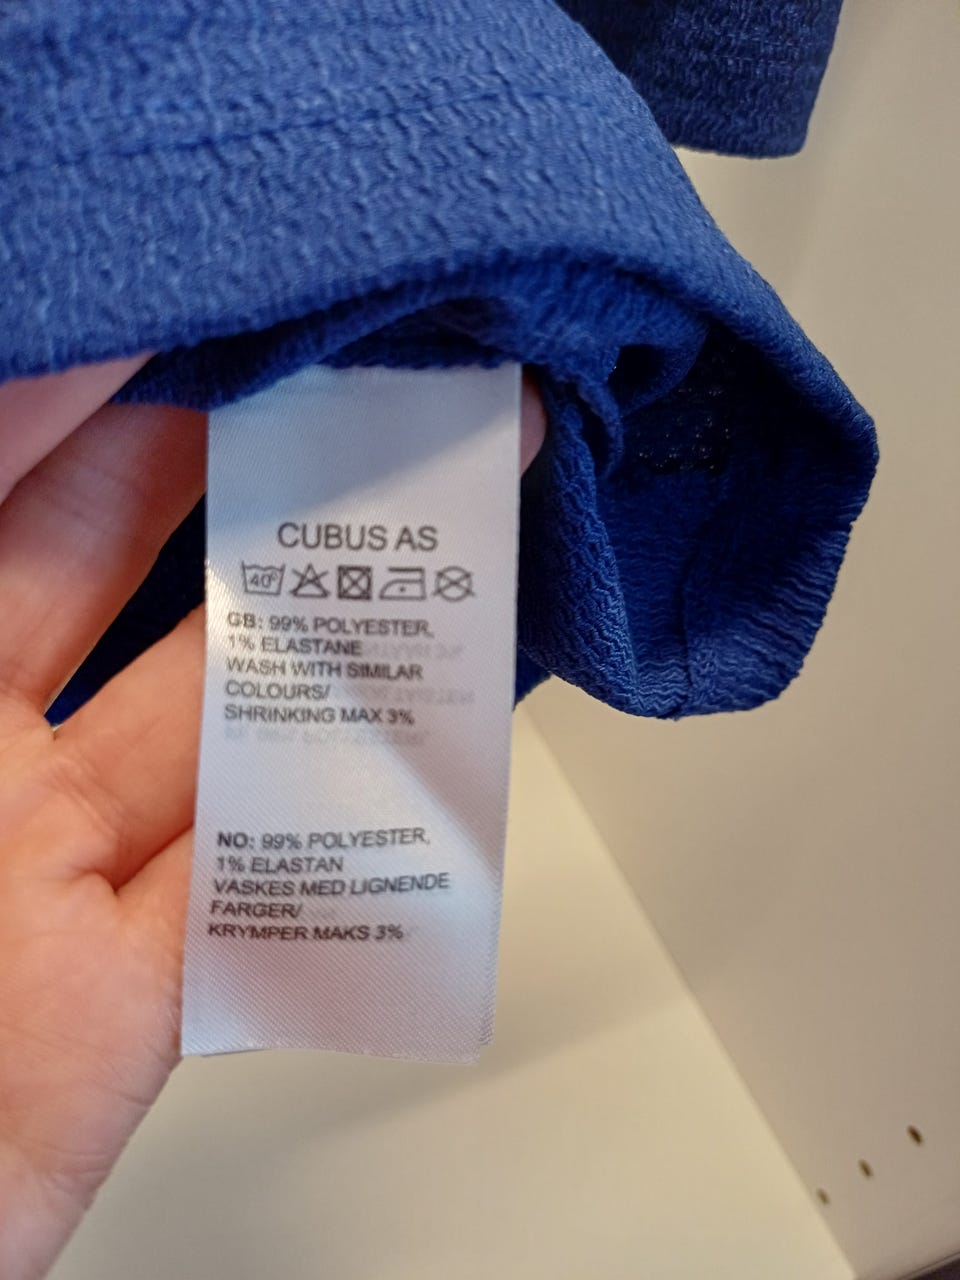 CUBUS AS
40°
GB: 99% POLYESTER,
1% ELASTANE
WASH WITH SIMILAR
COLOURS/
SHRINKING MAX 3%
NO: 99% POLYESTER,
1% ELASTAN
VASKES MED LIGNENDE
FARGER/
KRYMPER MAKS 3%